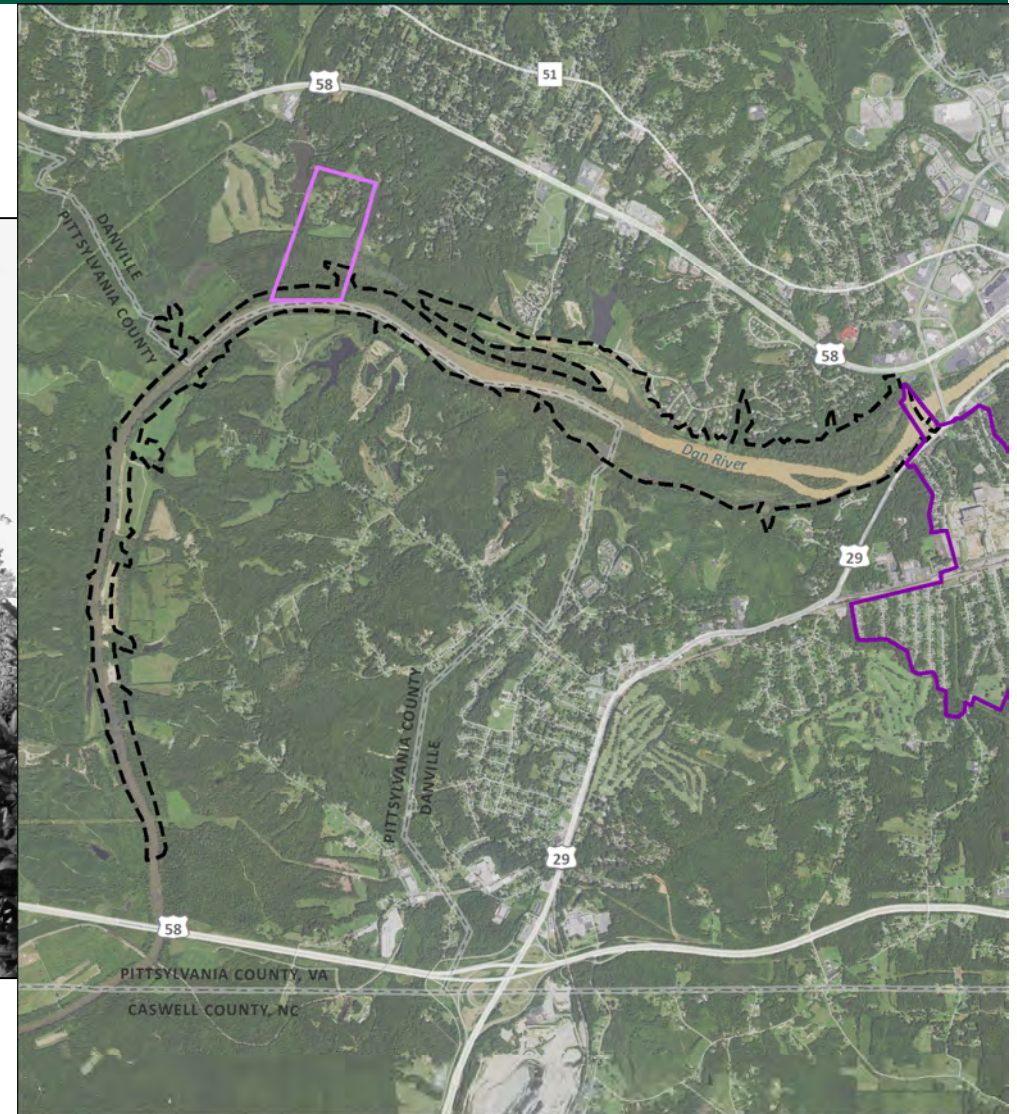 58
51
DANVILLE
PITTSYLVANIA COUNTY
58
Dan River
29
PITTSYLVANIA COUNTY
DANVILLE
29
58
PITTSYLVANIA COUNTY, VA
CASWELL COUNTY, NC